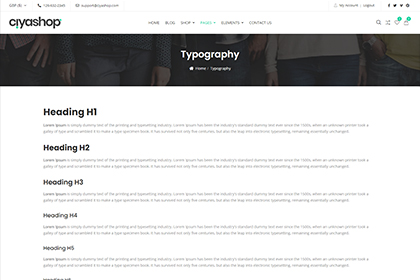 GBP (£) 126-632-2345 support@ciyashop.com My Account Logout
ciyashop
HOME BLOG SHOP PAGES ELEMENTS CONTACT US
Typography
Home / Typography
Heading H1
Lorem Ipsum is simply dummy text of the printing and typesetting industry. Lorem Ipsum has been the industry's standard dummy text ever since the 1500s, when an unknown printer took a
galley of type and scrambled it to make a type specimen book. It has survived not only five centuries, but also the leap into electronic typesetting, remaining essentially unchanged.
Heading H2
Lorem Ipsum is simply dummy text of the printing and typesetting industry. Lorem Ipsum has been the industry's standard dummy text ever since the 1500s, when an unknown printer took a
galley of type and scrambled it to make a type specimen book. It has survived not only five centuries, but also the leap into electronic typesetting, remaining essentially unchanged.
Heading H3
Lorem Ipsum is simply dummy text of the printing and typesetting industry. Lorem Ipsum has been the industry's standard dummy text ever since the 1500s, when an unknown printer took a
galley of type and scrambled it to make a type specimen book. It has survived not only five centuries, but also the leap into electronic typesetting, remaining essentially unchanged.
Heading H4
Lorem Ipsum is simply dummy text of the printing and typesetting industry. Lorem Ipsum has been the industry's standard dummy text ever since the 1500s, when an unknown printer took a
galley of type and scrambled it to make a type specimen book. It has survived not only five centuries, but also the leap into electronic typesetting, remaining essentially unchanged.
Heading H5
Lorem Ipsum is simply dummy text of the printing and typesetting industry. Lorem Ipsum has been the industry's standard dummy text ever since the 1500s, when an unknown printer took a
galley of type and scrambled it to make a type specimen book. It has survived not only five centuries, but also the leap into electronic typesetting, remaining essentially unchanged.